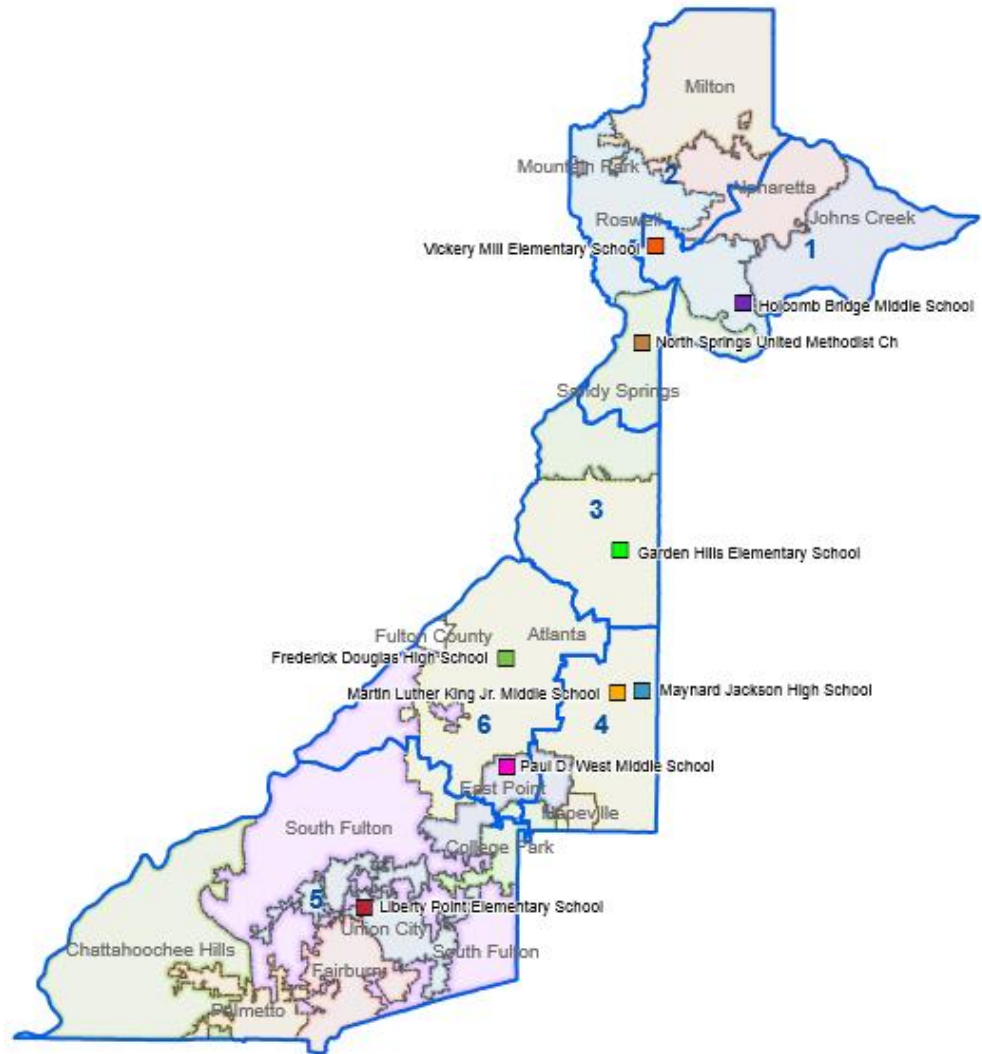 Milton
Mountain Park
2
Alpharetta
Roswell
Johns Creek
Vickery Mill Elementary School
1
Holcomb Bridge Middle School
North Springs United Methodist Ch
Sandy Springs
3
Garden Hills Elementary School
Fulton County
Atlanta
Frederick Douglas High School
Martin Luther King Jr. Middle School
Maynard Jackson High School
6
4
Paul D. West Middle School
East Point
Hapeville
South Fulton
College Park
5
Liberty Point Elementary School
Union City
Chattahoochee Hills
South Fulton
Fairburn
Palmetto